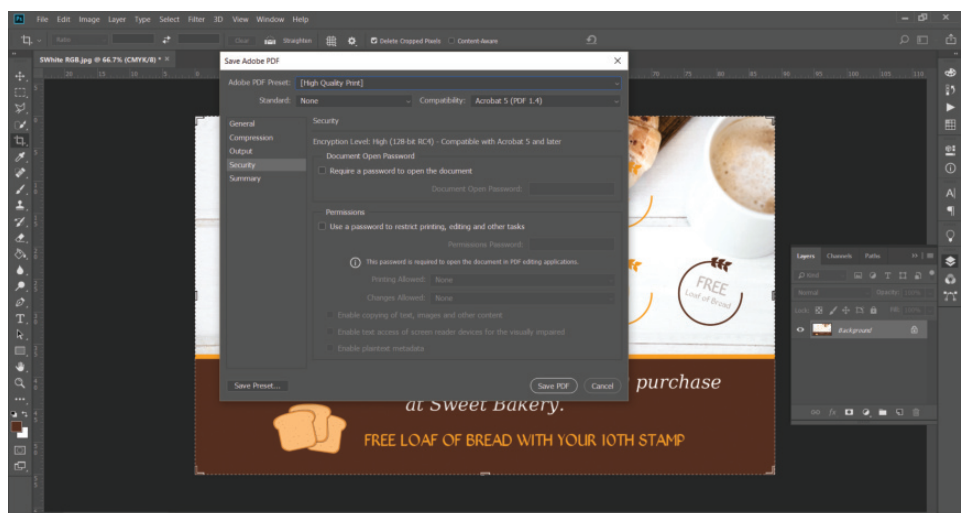 Ps File Edit Image Layer Type Select Filter 3D View Window Help
Ratio Clear Straighten Delete Cropped Pixels Content-Aware
5White RGB.jpg @ 66.7% (CMYK/8) * ×
Save Adobe PDF
Adobe PDF Preset: [High Quality Print]
Standard: None Compatibility: Acrobat 5 (PDF 1.4)
General
Compression
Output
Security
Summary
Security
Encryption Level: High (128-bit RC4) - Compatible with Acrobat 5 and later
Document Open Password
Require a password to open the document
Document Open Password:
Permissions
Use a password to restrict printing, editing and other tasks
Permissions Password:
This password is required to open the document in PDF editing applications.
Printing Allowed: None
Changes Allowed: None
Enable copying of text, images and other content
Enable text access of screen reader devices for the visually impaired
Enable plaintext metadata
Save Preset... Save PDF Cancel
FREE
Loaf of Bread
purchase
at Sweet Bakery.
FREE LOAF OF BREAD WITH YOUR 10TH STAMP
Layers Channels Paths
Kind
Normal Opacity: 100%
Lock: Fill: 100%
Background